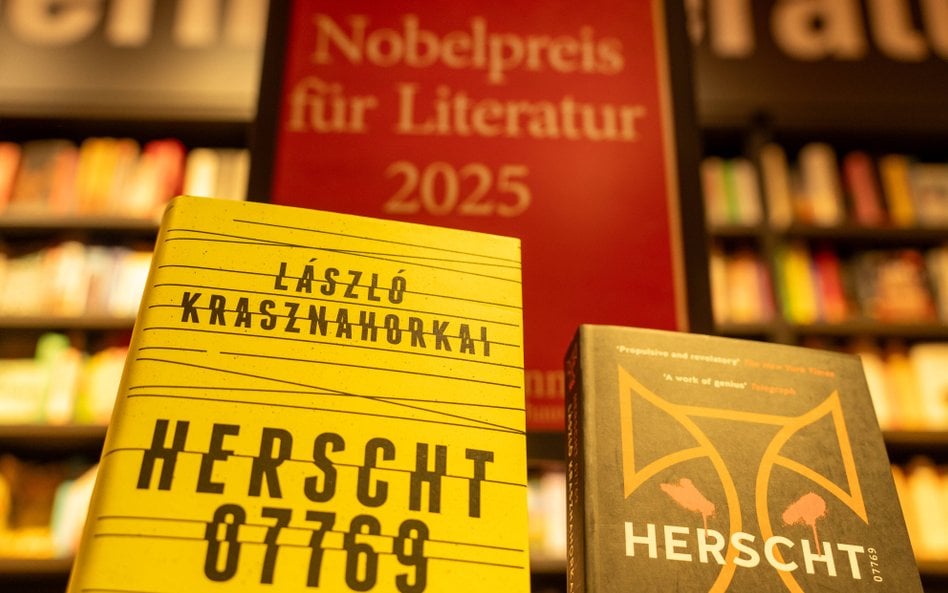 Nobelpreis
für Literatur
2025
LÁSZLÓ
KRASZNAHORKAI
HERSCHT
07769
'Propulsive and revelatory' The New York Times
'A work of genius' Telegraph
HERSCHT
07769